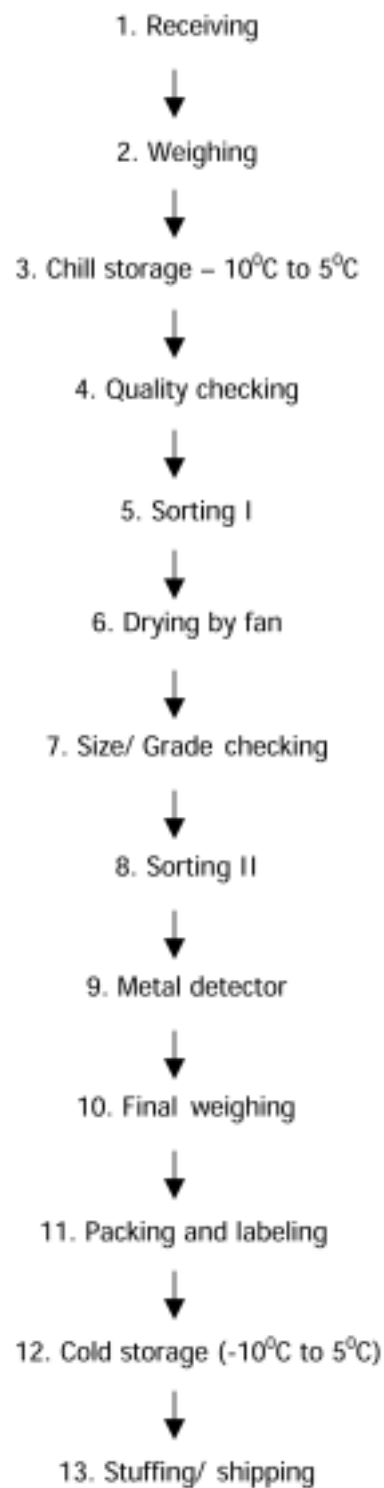 1. Receiving
2. Weighing
3. Chill storage – 10⁰C to 5⁰C
4. Quality checking
5. Sorting I
6. Drying by fan
7. Size/ Grade checking
8. Sorting II
9. Metal detector
10. Final weighing
11. Packing and labeling
12. Cold storage (-10⁰C to 5⁰C)
13. Stuffing/ shipping